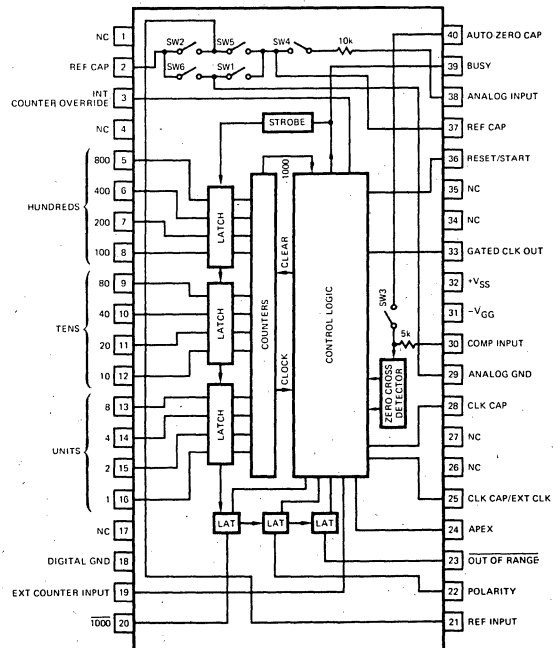 NC 1
REF CAP 2
INT
COUNTER OVERRIDE 3
NC 4
HUNDREDS
800 5
400 6
200 7
100 8
TENS
80 9
40 10
20 11
10 12
UNITS
8 13
4 14
2 15
1 16
NC 17
DIGITAL GND 18
EXT COUNTER INPUT 19
1000 20
SW2
SW5
SW4
10k
SW6
SW1
STROBE
1000
LATCH
LATCH
LATCH
COUNTERS
CLEAR
CLOCK
CONTROL LOGIC
SW3
5k
ZERO CROSS
DETECTOR
LAT
LAT
LAT
40 AUTO ZERO CAP
39 BUSY
38 ANALOG INPUT
37 REF CAP
36 RESET/START
35 NC
34 NC
33 GATED CLK OUT
32 +VSS
31 -VGG
30 COMP INPUT
29 ANALOG GND
28 CLK CAP
27 NC
26 NC
25 CLK CAP/EXT CLK
24 APEX
23 OUT OF RANGE
22 POLARITY
21 REF INPUT